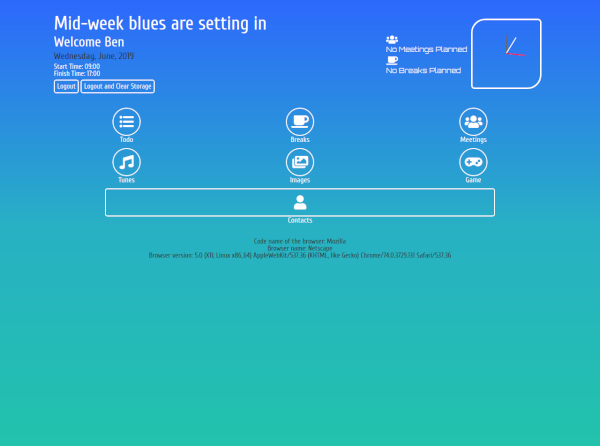 Mid-week blues are setting in
Welcome Ben
Wednesday, June, 2019
Start Time: 09:00
Finish Time: 17:00
Logout
Logout and Clear Storage
No Meetings Planned
No Breaks Planned
Todo
Breaks
Meetings
Tunes
Images
Game
Contacts
Code name of the browser: Mozilla
Browser name: Netscape
Browser version: 5.0 (X11; Linux x86_64) AppleWebKit/537.36 (KHTML, like Gecko) Chrome/74.0.3729.131 Safari/537.36